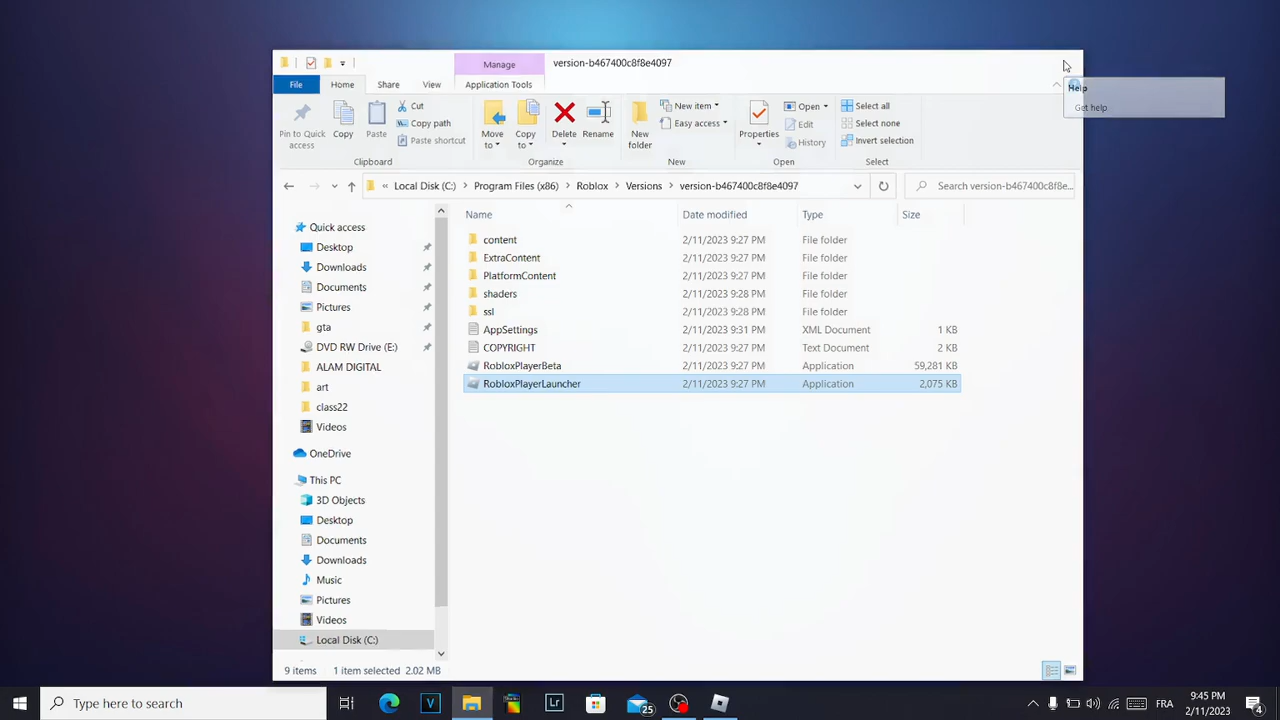 Manage
version-b467400c8f8e4097
File
Home
Share
View
Application Tools
Help
Get help
Pin to Quick access
Copy
Paste
Cut
Copy path
Paste shortcut
Move to
Copy to
Delete
Rename
New folder
New item
Easy access
Properties
Open
Edit
History
Select all
Select none
Invert selection
Clipboard
Organize
New
Open
Select
« Local Disk (C:) > Program Files (x86) > Roblox > Versions > version-b467400c8f8e4097
Search version-b467400c8f8e...
Name Date modified Type Size
content 2/11/2023 9:27 PM File folder
ExtraContent 2/11/2023 9:27 PM File folder
PlatformContent 2/11/2023 9:27 PM File folder
shaders 2/11/2023 9:28 PM File folder
ssl 2/11/2023 9:28 PM File folder
AppSettings 2/11/2023 9:31 PM XML Document 1 KB
COPYRIGHT 2/11/2023 9:27 PM Text Document 2 KB
RobloxPlayerBeta 2/11/2023 9:27 PM Application 59,281 KB
RobloxPlayerLauncher 2/11/2023 9:27 PM Application 2,075 KB
Quick access
Desktop
Downloads
Documents
Pictures
gta
DVD RW Drive (E:)
ALAM DIGITAL
art
class22
Videos
OneDrive
This PC
3D Objects
Desktop
Documents
Downloads
Music
Pictures
Videos
Local Disk (C:)
9 items 1 item selected 2.02 MB
Type here to search
V
Lr
25
FRA
9:45 PM
2/11/2023
4